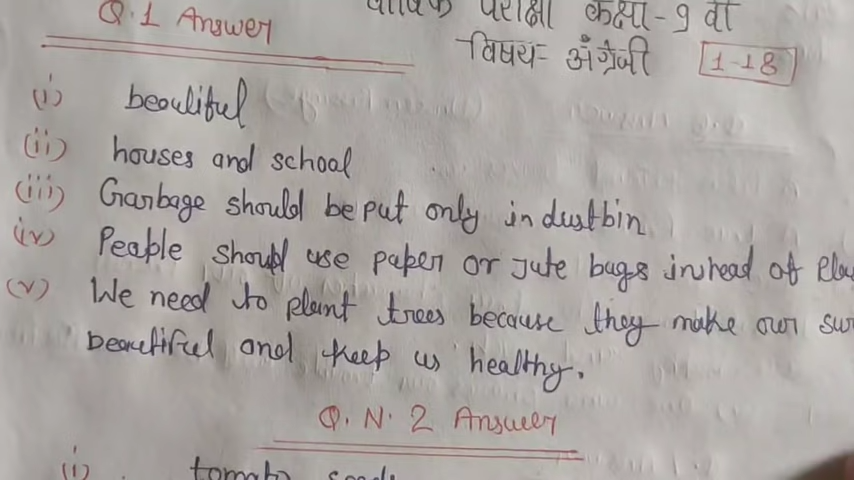 Q.1 Answer
वार्षिक परीक्षा कक्षा-9 वी
विषय- अंग्रेजी 1-18
(i) beautiful
(ii) houses and school
(iii) Garbage should be put only in dustbin
(iv) People should use paper or jute bags instead of
(v) We need to plant trees because they make our
beautiful and keep us healthy.
Q. N. 2 Answer
(i) tomato seeds